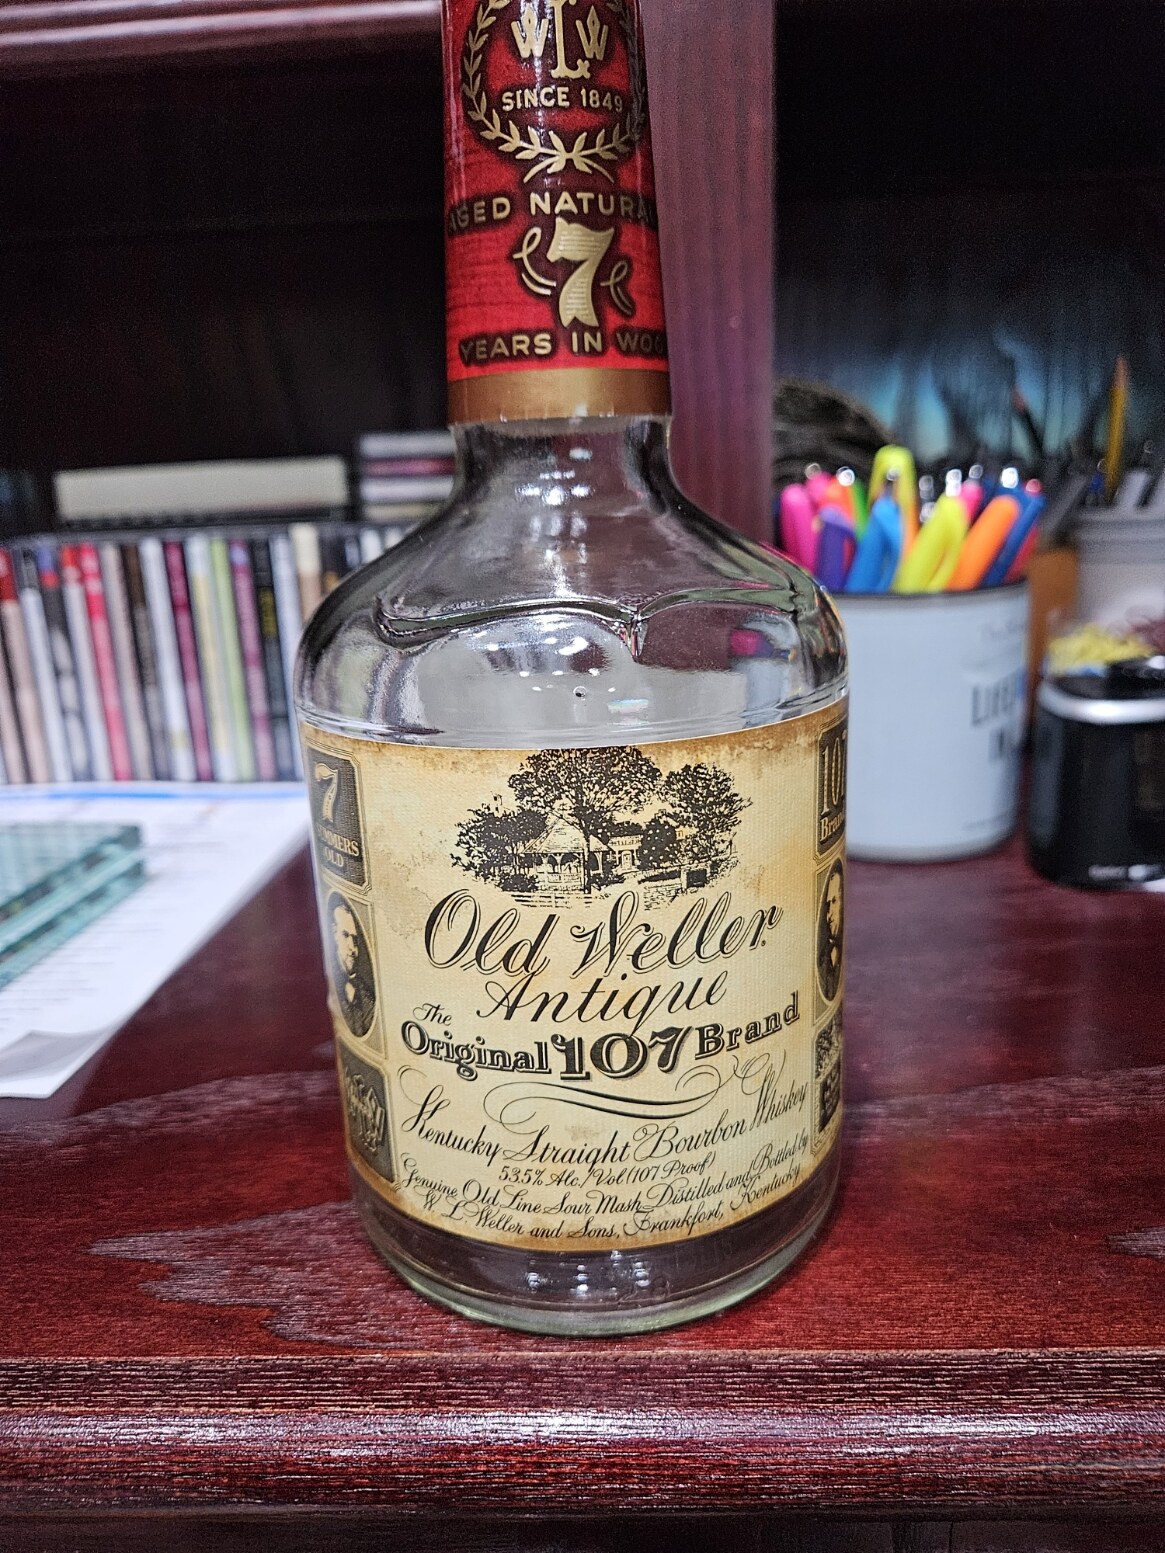 WLW
SINCE 1849
AGED NATURAL
7
YEARS IN WOO
7
SUMMERS
OLD
107
Brand
Old Weller
Antique
The
Original 107 Brand
Kentucky Straight Bourbon Whiskey
53.5% Alc./Vol (107 Proof)
Genuine Old Line Sour Mash Distilled and Bottled by
W. L. Weller and Sons, Frankfort, Kentucky